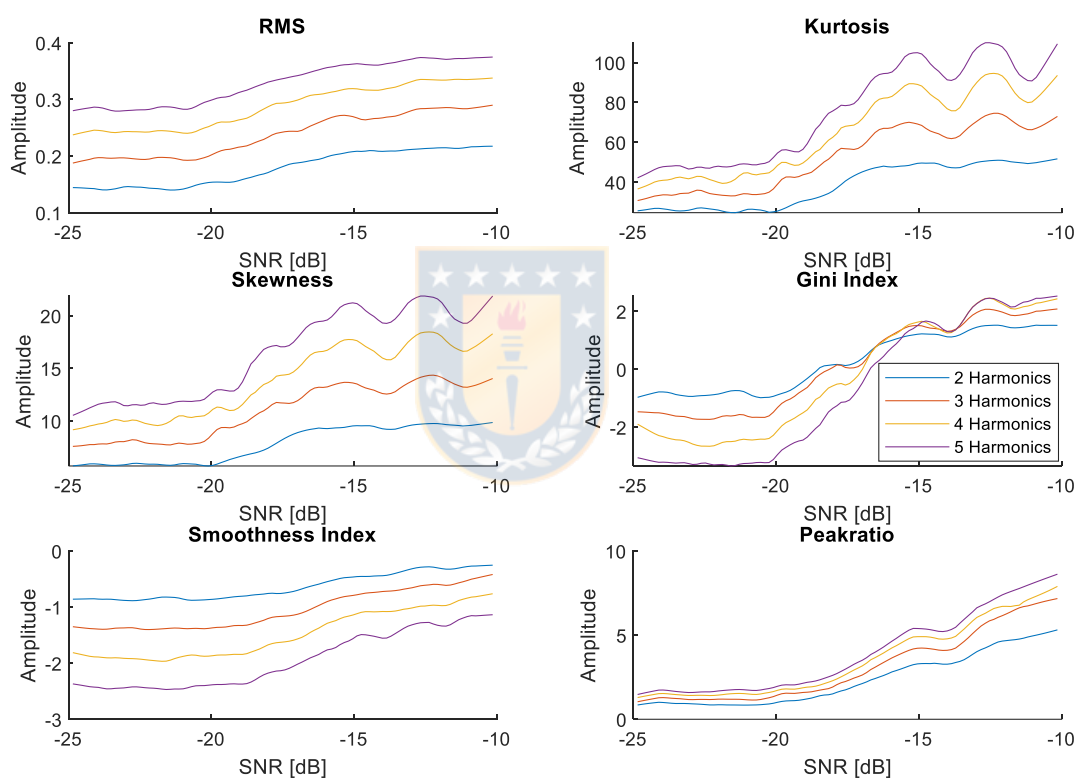 RMS
0.4
0.3
0.2
0.1
Amplitude
-25 -20 -15 -10
SNR [dB]
Kurtosis
100
80
60
40
Amplitude
-25 -20 -15 -10
SNR [dB]
Skewness
20
15
10
Amplitude
-25 -20 -15 -10
SNR [dB]
Gini Index
2
0
-2
Amplitude
2 Harmonics
3 Harmonics
4 Harmonics
5 Harmonics
-25 -20 -15 -10
SNR [dB]
Smoothness Index
0
-1
-2
-3
Amplitude
-25 -20 -15 -10
SNR [dB]
Peakratio
10
5
0
Amplitude
-25 -20 -15 -10
SNR [dB]